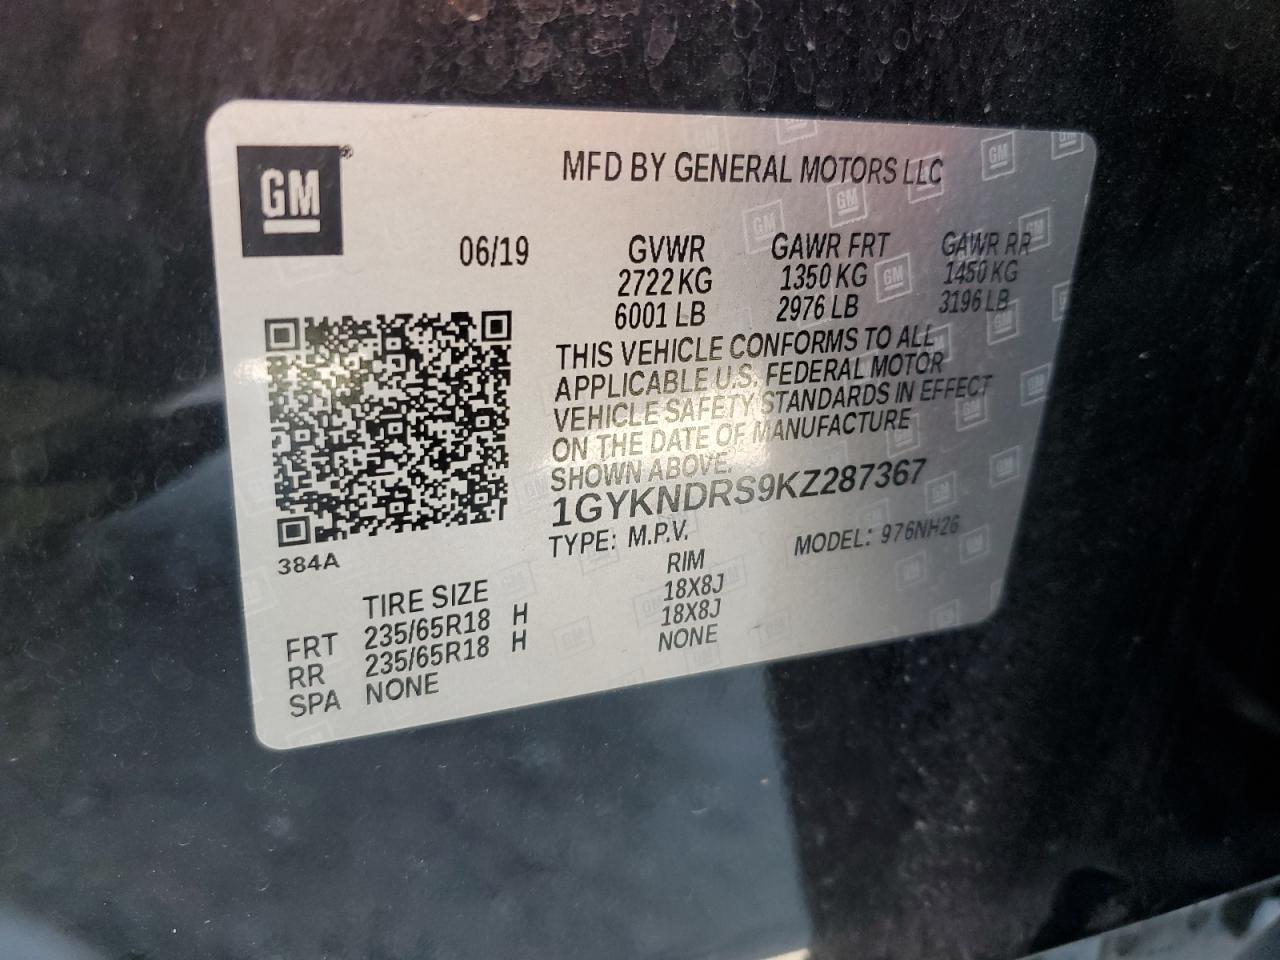 GM
MFD BY GENERAL MOTORS LLC
06/19 GVWR GAWR FRT GAWR RR
2722 KG 1350 KG 1450 KG
6001 LB 2976 LB 3196 LB
THIS VEHICLE CONFORMS TO ALL
APPLICABLE U.S. FEDERAL MOTOR
VEHICLE SAFETY STANDARDS IN EFFECT
ON THE DATE OF MANUFACTURE
SHOWN ABOVE.
1GYKNDRS9KZ287367
TYPE: M.P.V. MODEL: 976NH26
384A
TIRE SIZE RIM
FRT 235/65R18 H 18X8J
RR 235/65R18 H 18X8J
SPA NONE NONE